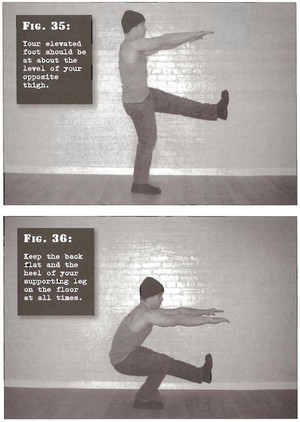 FIG. 35:
Your elevated
foot should be
at about the
level of your
opposite
thigh.
FIG. 36:
Keep the back
flat and the
heel of your
supporting leg
on the floor
at all times.